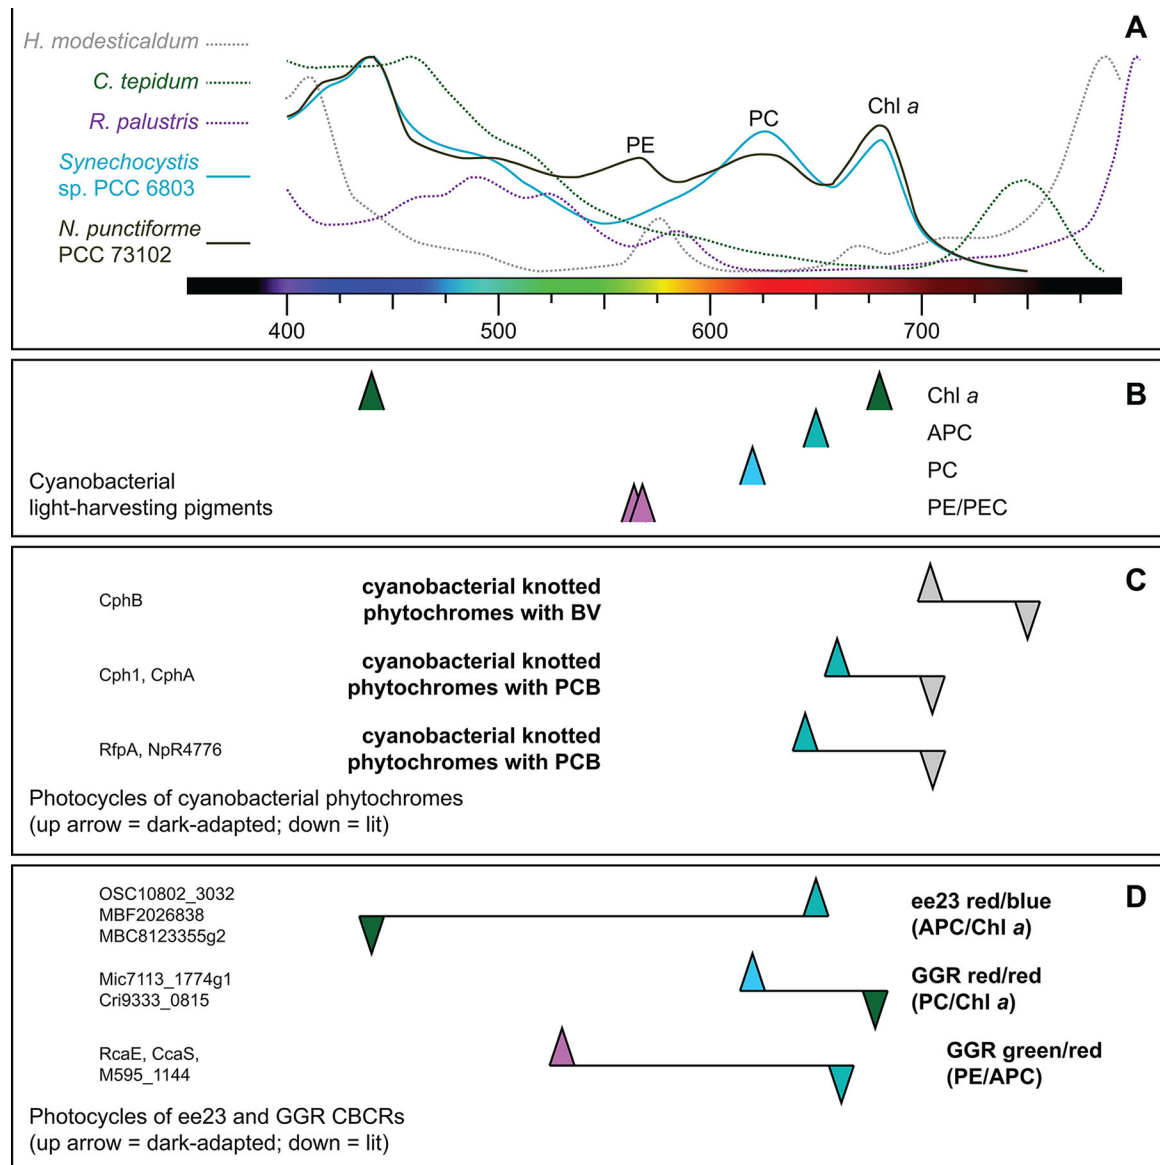 A
H. modesticaldum
C. tepidum
R. palustris
Synechocystis
sp. PCC 6803
N. punctiforme
PCC 73102
PE
PC
Chl a
400
500
600
700
B
Chl a
APC
PC
PE/PEC
Cyanobacterial
light-harvesting pigments
C
CphB
cyanobacterial knotted
phytochromes with BV
Cph1, CphA
cyanobacterial knotted
phytochromes with PCB
RfpA, NpR4776
cyanobacterial knotted
phytochromes with PCB
Photocycles of cyanobacterial phytochromes
(up arrow = dark-adapted; down = lit)
D
OSC10802_3032
MBF2026838
MBC8123355g2
ee23 red/blue
(APC/Chl a)
Mic7113_1774g1
Cri9333_0815
GGR red/red
(PC/Chl a)
RcaE, CcaS,
M595_1144
GGR green/red
(PE/APC)
Photocycles of ee23 and GGR CBCRs
(up arrow = dark-adapted; down = lit)